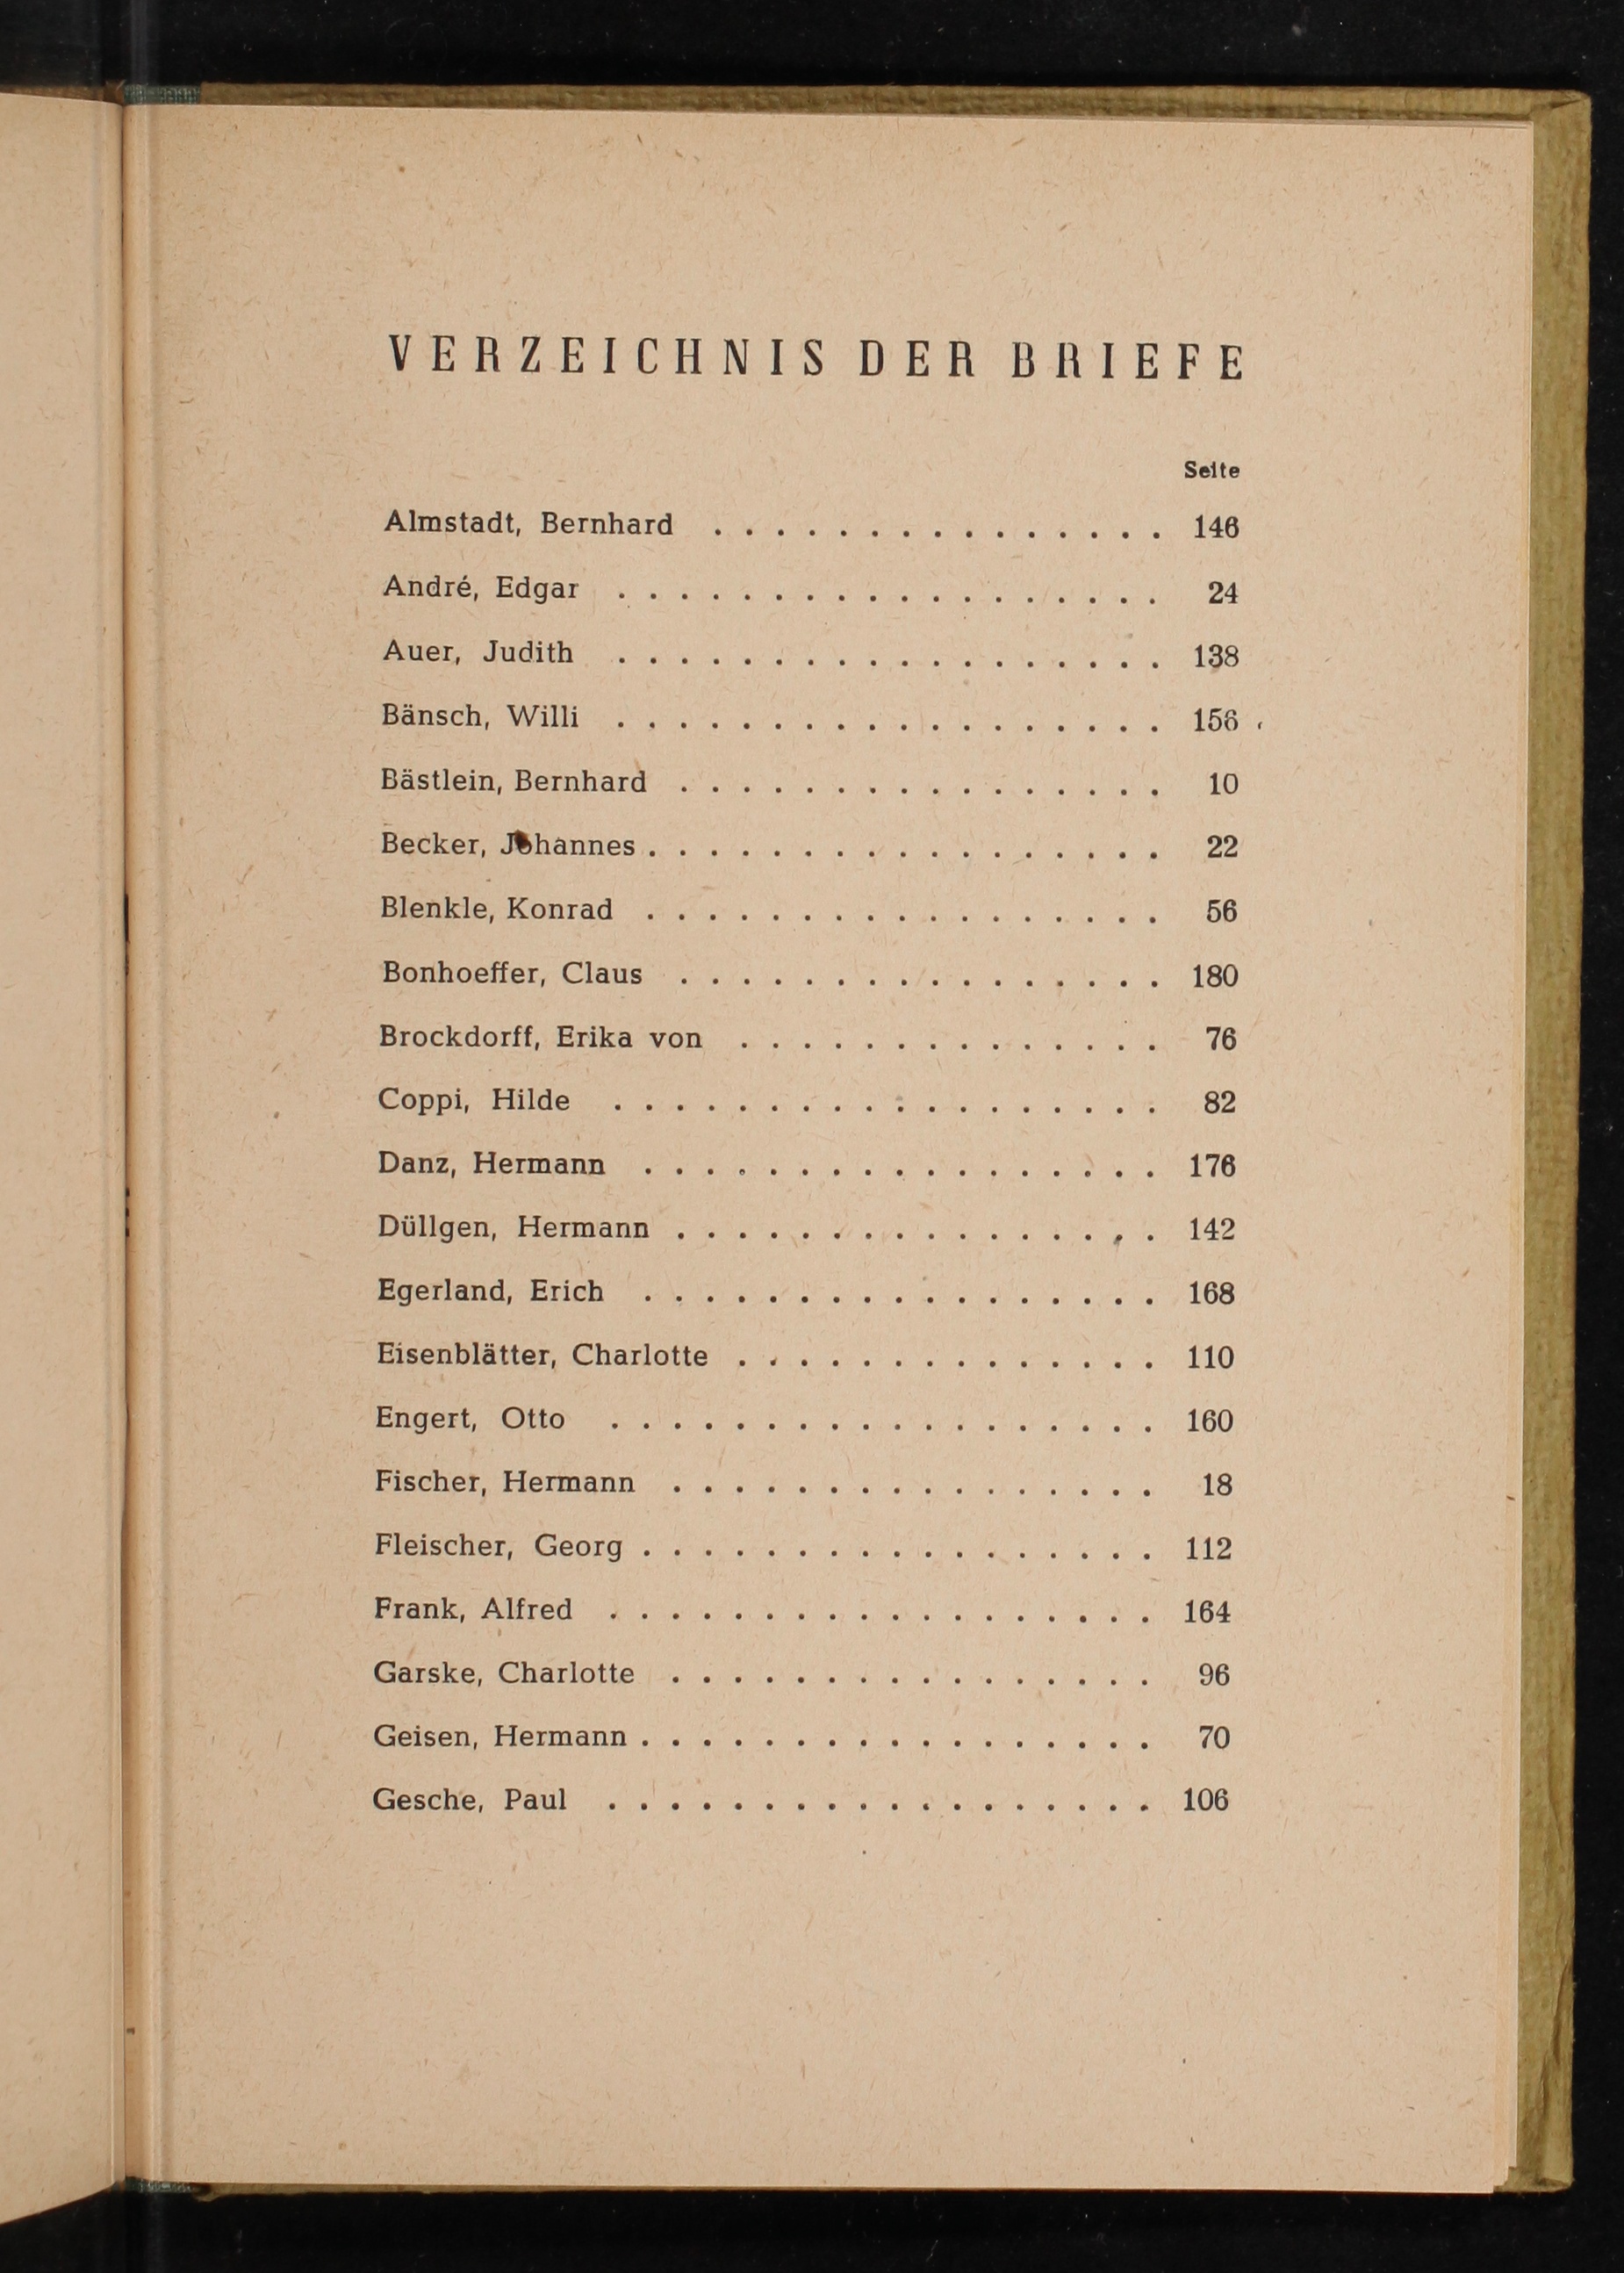 VERZEICHNIS DER BRIEFE
Seite
Almstadt, Bernhard . . . . . . . . . . . . . . . 146
André, Edgar . . . . . . . . . . . . . . . . . . 24
Auer, Judith . . . . . . . . . . . . . . . . . . 138
Bänsch, Willi . . . . . . . . . . . . . . . . . . 156
Bästlein, Bernhard . . . . . . . . . . . . . . . . 10
Becker, Johannes . . . . . . . . . . . . . . . . . 22
Blenkle, Konrad . . . . . . . . . . . . . . . . . 56
Bonhoeffer, Claus . . . . . . . . . . . . . . . . 180
Brockdorff, Erika von . . . . . . . . . . . . . . 76
Coppi, Hilde . . . . . . . . . . . . . . . . . . 82
Danz, Hermann . . . . . . . . . . . . . . . . . 176
Düllgen, Hermann . . . . . . . . . . . . . . . . 142
Egerland, Erich . . . . . . . . . . . . . . . . . 168
Eisenblätter, Charlotte . . . . . . . . . . . . . . 110
Engert, Otto . . . . . . . . . . . . . . . . . . 160
Fischer, Hermann . . . . . . . . . . . . . . . . 18
Fleischer, Georg . . . . . . . . . . . . . . . . . 112
Frank, Alfred . . . . . . . . . . . . . . . . . . 164
Garske, Charlotte . . . . . . . . . . . . . . . . 96
Geisen, Hermann . . . . . . . . . . . . . . . . . 70
Gesche, Paul . . . . . . . . . . . . . . . . . . 106